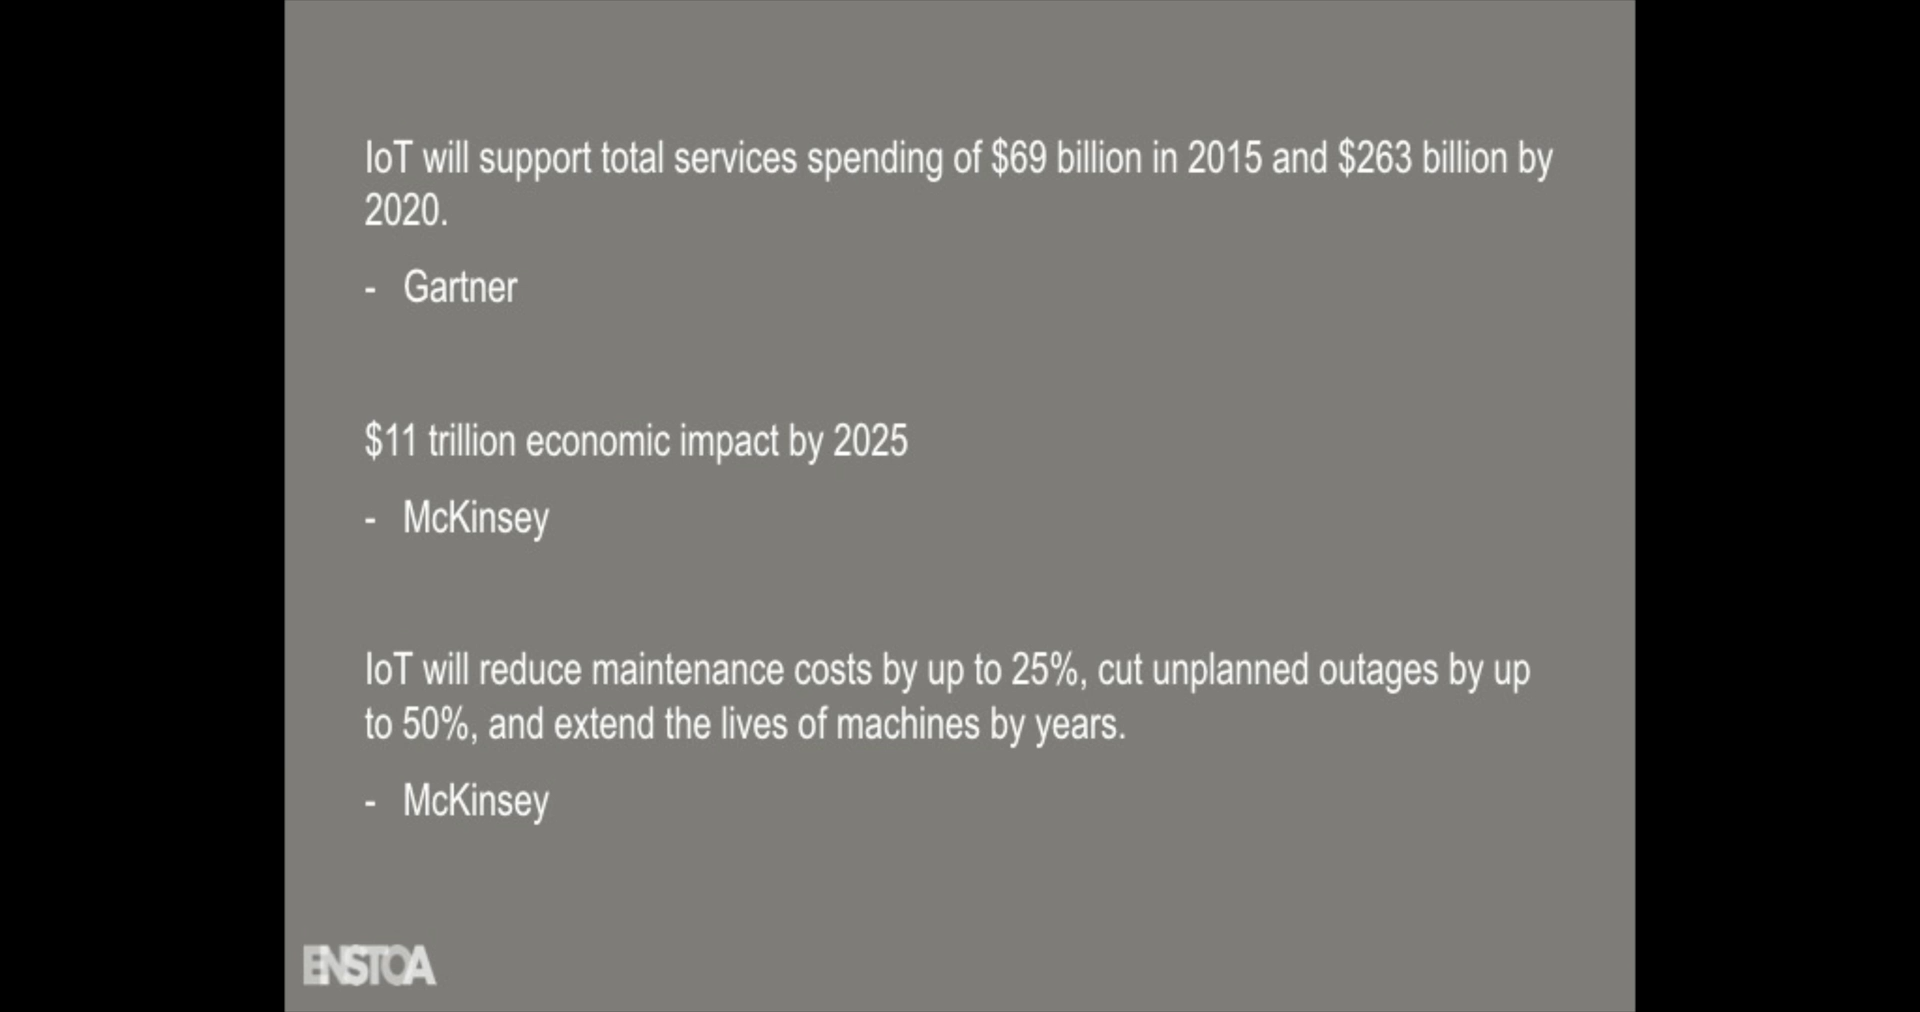 IoT will support total services spending of $69 billion in 2015 and $263 billion by
2020.
- Gartner
$11 trillion economic impact by 2025
- McKinsey
IoT will reduce maintenance costs by up to 25%, cut unplanned outages by up
to 50%, and extend the lives of machines by years.
- McKinsey
ENSTOA